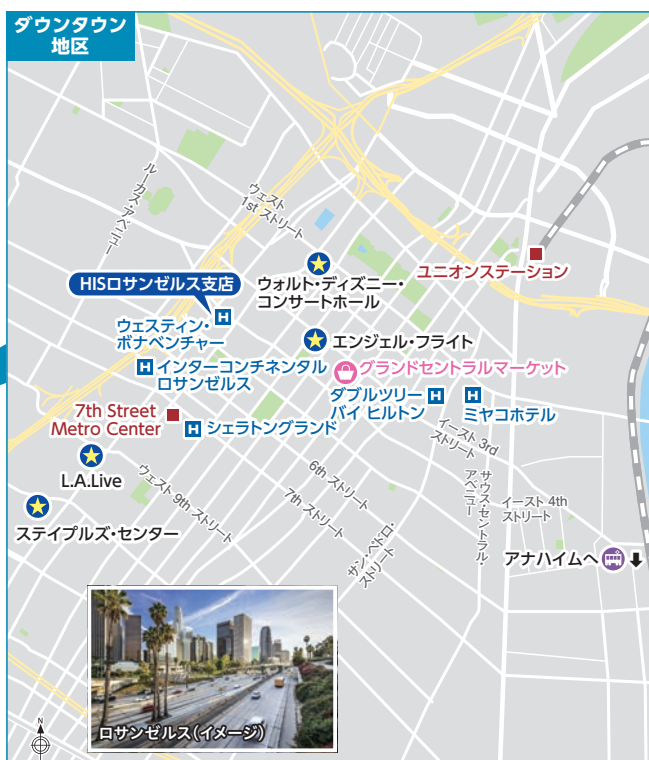 ダウンタウン
地区
ルーカス・アベニュー
ウェスト
1st ストリート
ユニオンステーション
HISロサンゼルス支店
ウォルト・ディズニー・
コンサートホール
H
ウェスティン・
ボナベンチャー
エンジェル・フライト
H インターコンチネンタル
ロサンゼルス
グランドセントラルマーケット
ダブルツリー H
バイ ヒルトン
H
ミヤコホテル
7th Street
Metro Center
H シェラトングランド
イースト 3rd
ストリート
L.A.Live
ウェスト 9th ストリート
6th ストリート
7th ストリート
サン・ペドロ・
ストリート
サウス・セントラル・
アベニュー
イースト 4th
ストリート
ステイプルズ・センター
アナハイムへ
ロサンゼルス(イメージ)
N